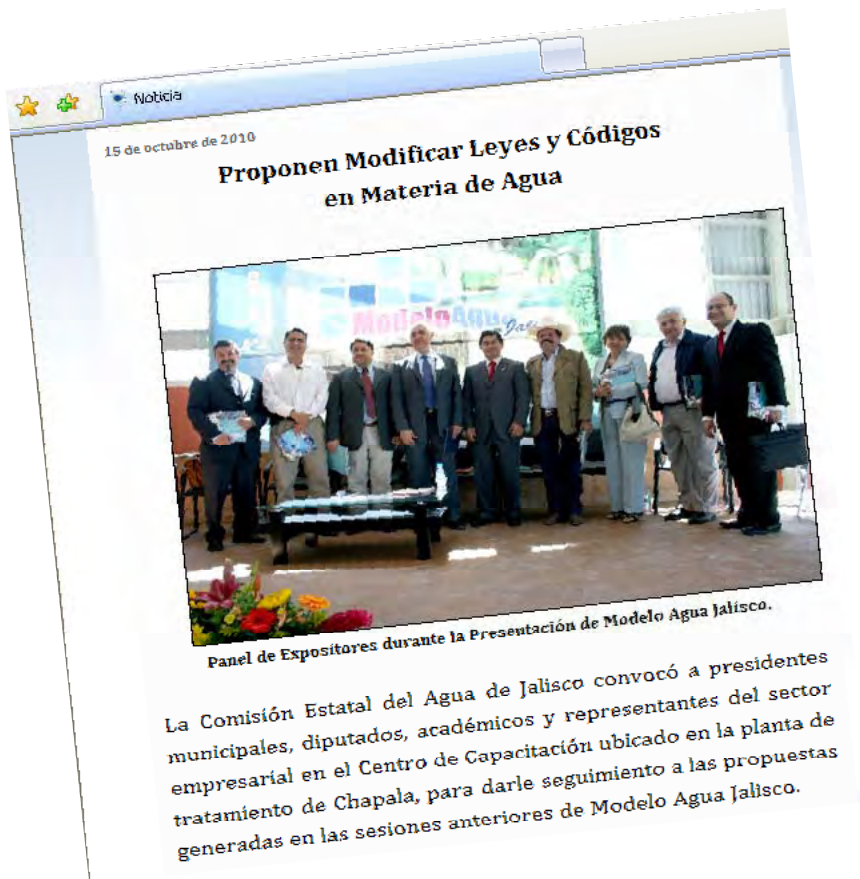 Noticia
15 de octubre de 2010
Proponen Modificar Leyes y Códigos
en Materia de Agua
ModeloAgua
Panel de Expositores durante la Presentación de Modelo Agua Jalisco.
La Comisión Estatal del Agua de Jalisco convocó a presidentes
municipales, diputados, académicos y representantes del sector
empresarial en el Centro de Capacitación ubicado en la planta de
tratamiento de Chapala, para darle seguimiento a las propuestas
generadas en las sesiones anteriores de Modelo Agua Jalisco.